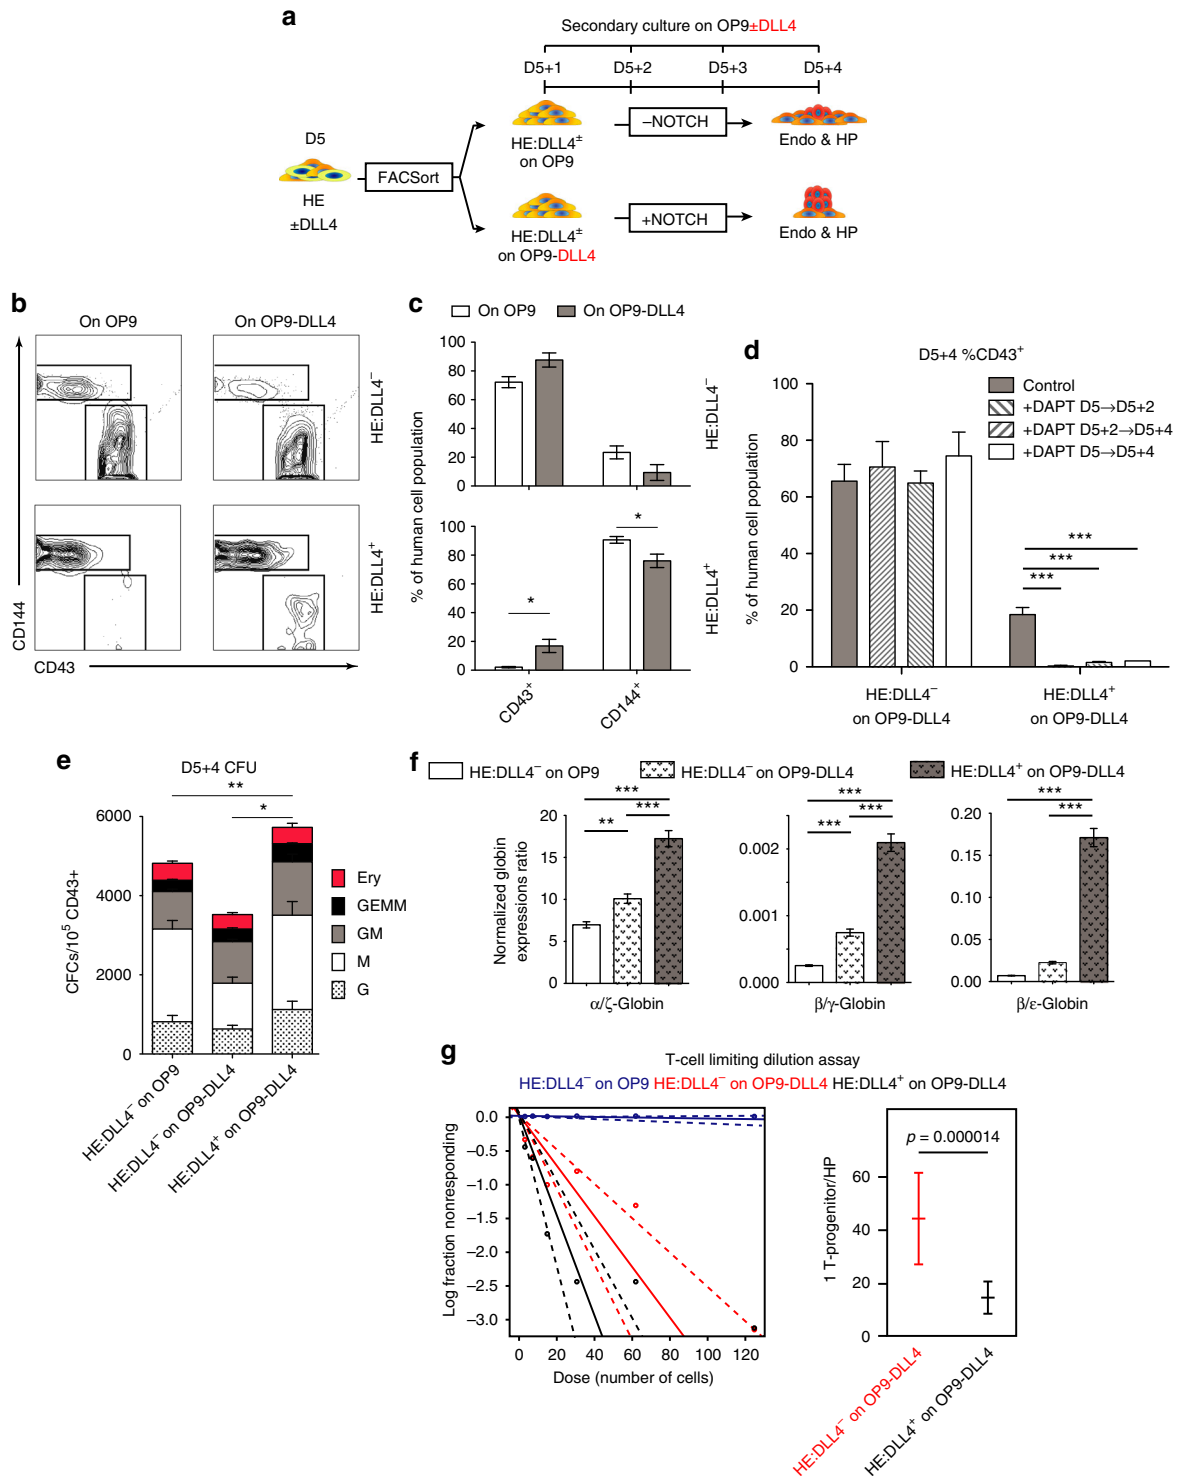 a
Secondary culture on OP9±DLL4
D5+1 D5+2 D5+3 D5+4
D5
HE
±DLL4
FACSort
HE:DLL4±
on OP9
–NOTCH
Endo & HP
HE:DLL4±
on OP9-DLL4
+NOTCH
Endo & HP
b
On OP9 On OP9-DLL4
HE:DLL4⁻
HE:DLL4⁺
CD144
CD43
c
On OP9 On OP9-DLL4
% of human cell population
100
80
60
40
20
0
HE:DLL4⁻
100
80
60
40
20
0
* *
HE:DLL4⁺
CD43⁺ CD144⁺
d
D5+4 %CD43⁺
% of human cell population
100
80
60
40
20
0
Control
+DAPT D5→D5+2
+DAPT D5+2→D5+4
+DAPT D5→D5+4
***
***
***
HE:DLL4⁻
on OP9-DLL4
HE:DLL4⁺
on OP9-DLL4
e
D5+4 CFU
**
*
CFCs/10⁵ CD43+
6000
4000
2000
0
Ery
GEMM
GM
M
G
HE:DLL4⁻ on OP9
HE:DLL4⁻ on OP9-DLL4
HE:DLL4⁺ on OP9-DLL4
f
HE:DLL4⁻ on OP9 HE:DLL4⁻ on OP9-DLL4 HE:DLL4⁺ on OP9-DLL4
Normalized globin
expressions ratio
20
15
10
5
0
***
***
**
α/ζ-Globin
0.002
0.001
0.000
***
***
***
β/γ-Globin
0.20
0.15
0.10
0.05
0.00
***
***
β/ε-Globin
g
T-cell limiting dilution assay
HE:DLL4⁻ on OP9 HE:DLL4⁻ on OP9-DLL4 HE:DLL4⁺ on OP9-DLL4
Log fraction nonresponding
0.0
–0.5
–1.0
–1.5
–2.0
–2.5
–3.0
0 20 40 60 80 100 120
Dose (number of cells)
1 T-progenitor/HP
60
40
20
0
p = 0.000014
HE:DLL4⁻ on OP9-DLL4
HE:DLL4⁺ on OP9-DLL4